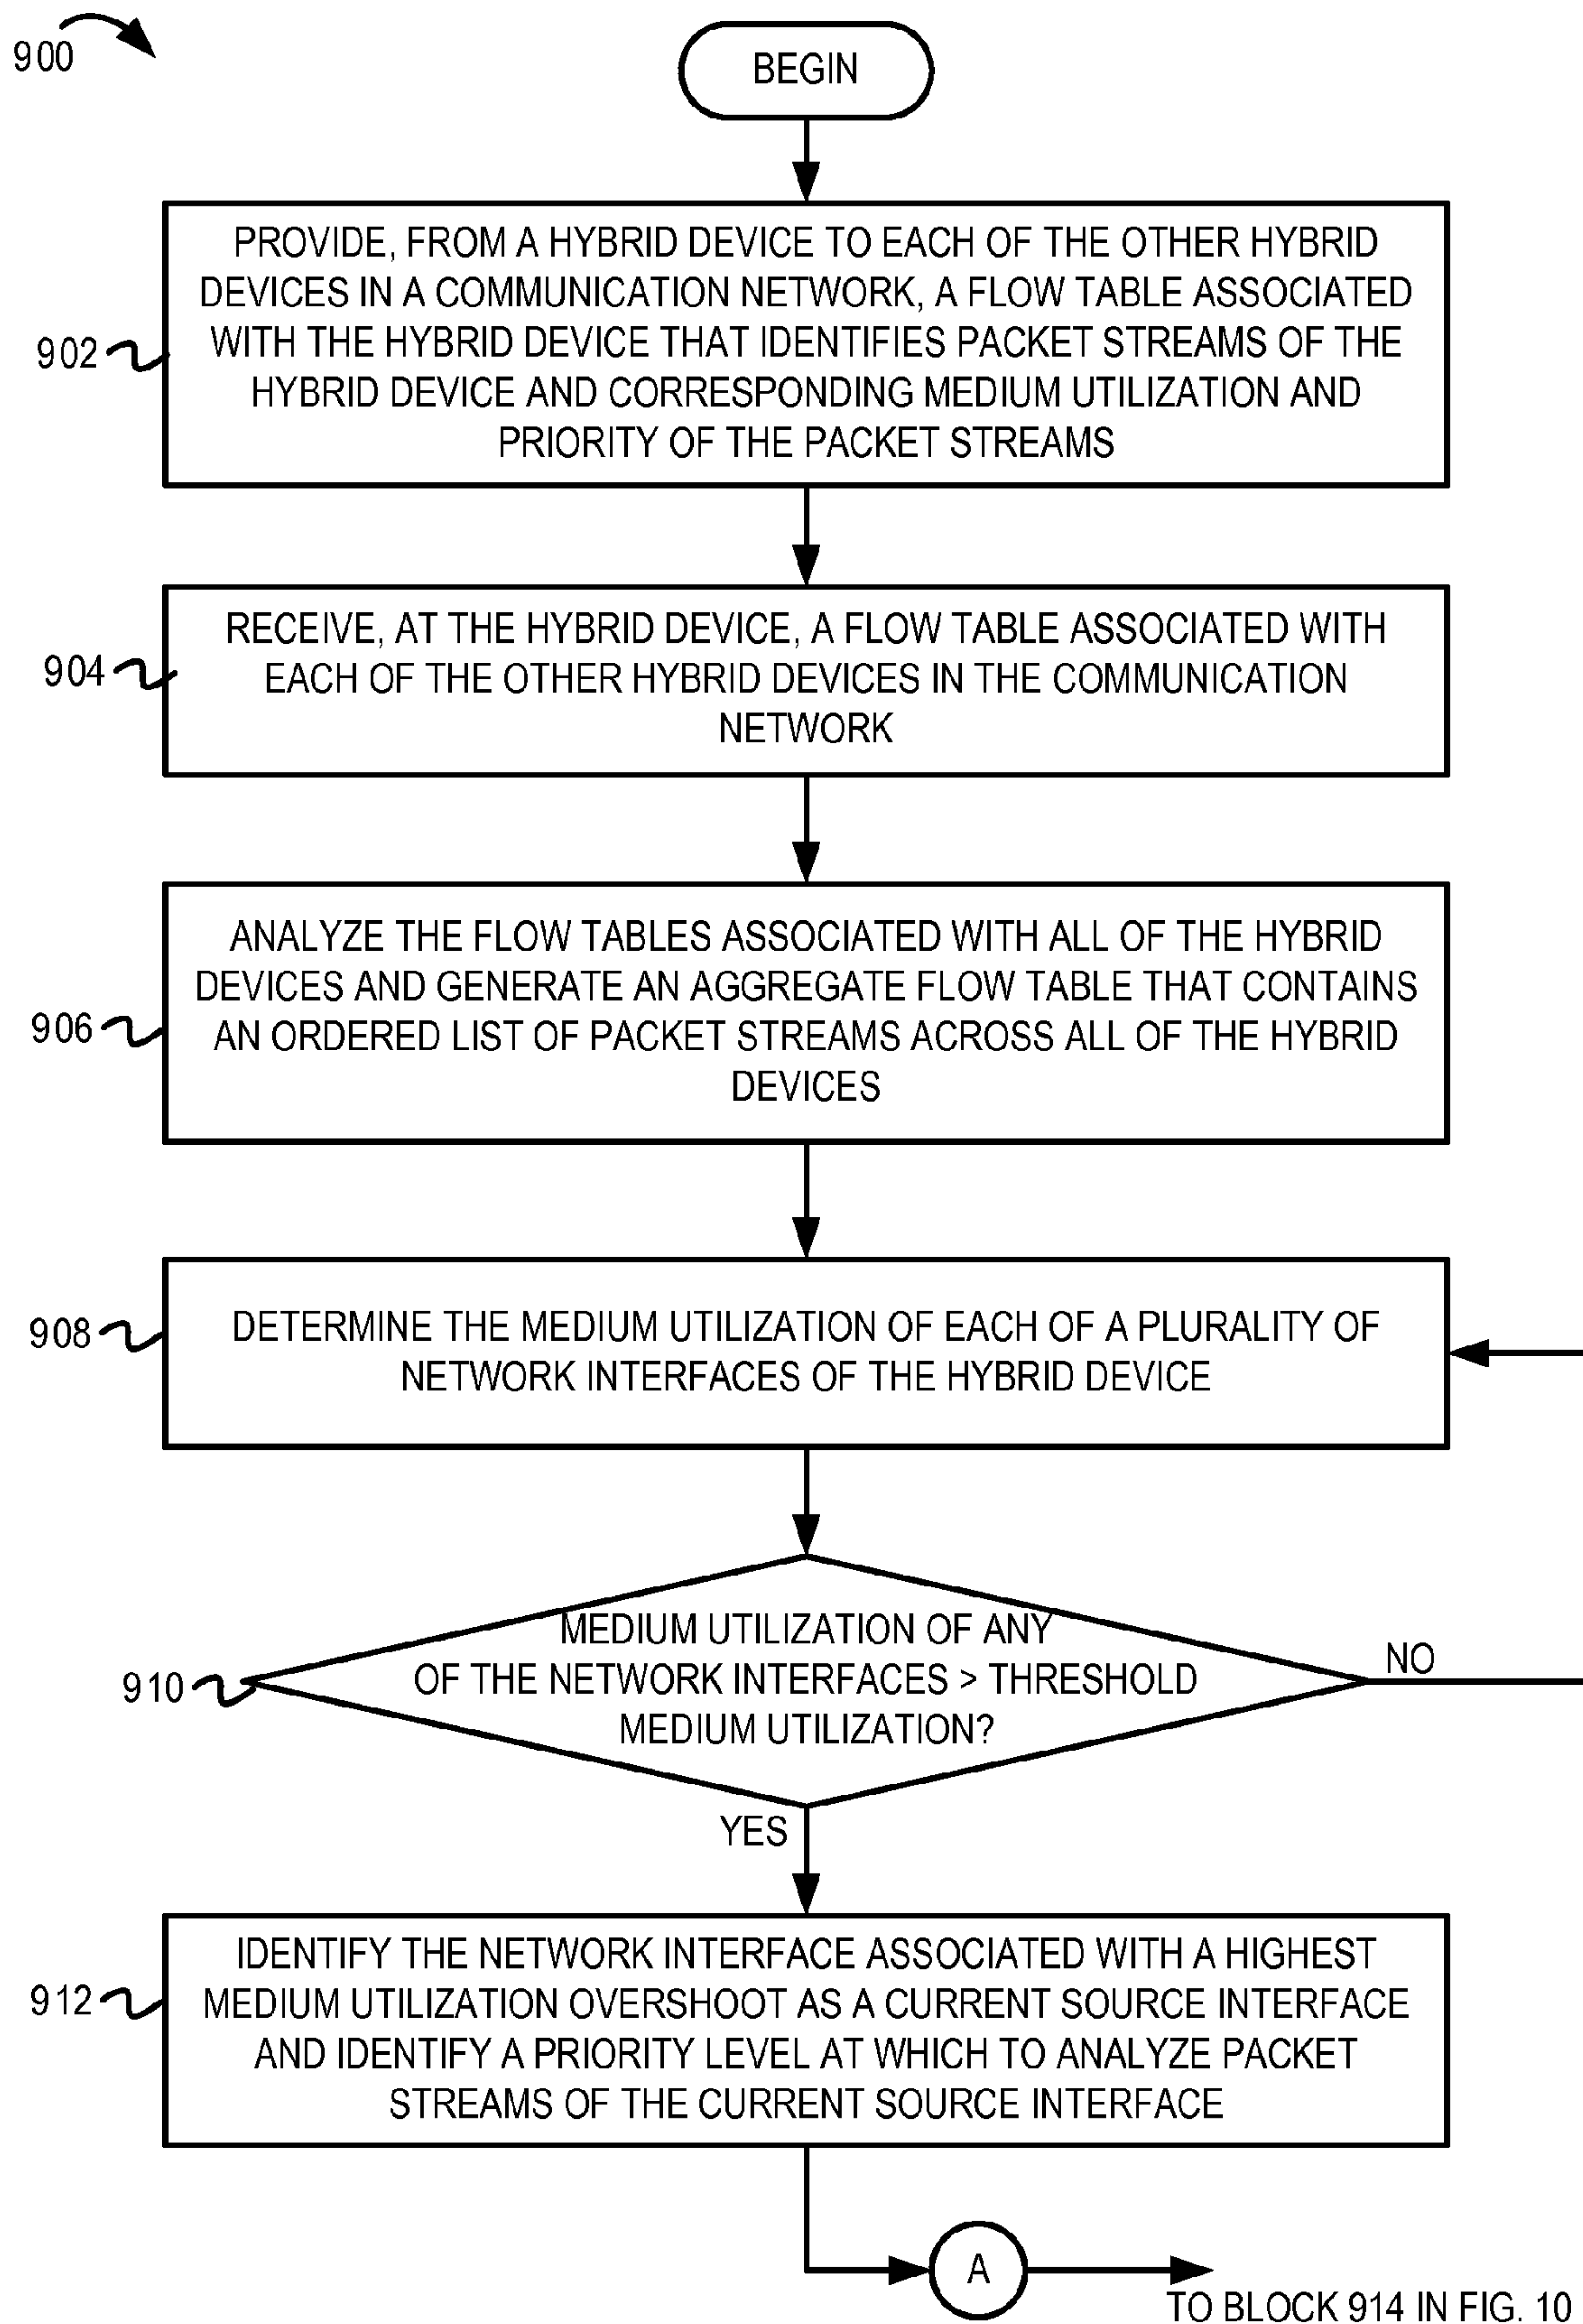 900
BEGIN
PROVIDE, FROM A HYBRID DEVICE TO EACH OF THE OTHER HYBRID
DEVICES IN A COMMUNICATION NETWORK, A FLOW TABLE ASSOCIATED
WITH THE HYBRID DEVICE THAT IDENTIFIES PACKET STREAMS OF THE
HYBRID DEVICE AND CORRESPONDING MEDIUM UTILIZATION AND
PRIORITY OF THE PACKET STREAMS
902
RECEIVE, AT THE HYBRID DEVICE, A FLOW TABLE ASSOCIATED WITH
EACH OF THE OTHER HYBRID DEVICES IN THE COMMUNICATION
NETWORK
904
ANALYZE THE FLOW TABLES ASSOCIATED WITH ALL OF THE HYBRID
DEVICES AND GENERATE AN AGGREGATE FLOW TABLE THAT CONTAINS
AN ORDERED LIST OF PACKET STREAMS ACROSS ALL OF THE HYBRID
DEVICES
906
DETERMINE THE MEDIUM UTILIZATION OF EACH OF A PLURALITY OF
NETWORK INTERFACES OF THE HYBRID DEVICE
908
MEDIUM UTILIZATION OF ANY
OF THE NETWORK INTERFACES > THRESHOLD
MEDIUM UTILIZATION?
910
NO
YES
IDENTIFY THE NETWORK INTERFACE ASSOCIATED WITH A HIGHEST
MEDIUM UTILIZATION OVERSHOOT AS A CURRENT SOURCE INTERFACE
AND IDENTIFY A PRIORITY LEVEL AT WHICH TO ANALYZE PACKET
STREAMS OF THE CURRENT SOURCE INTERFACE
912
A
TO BLOCK 914 IN FIG. 10